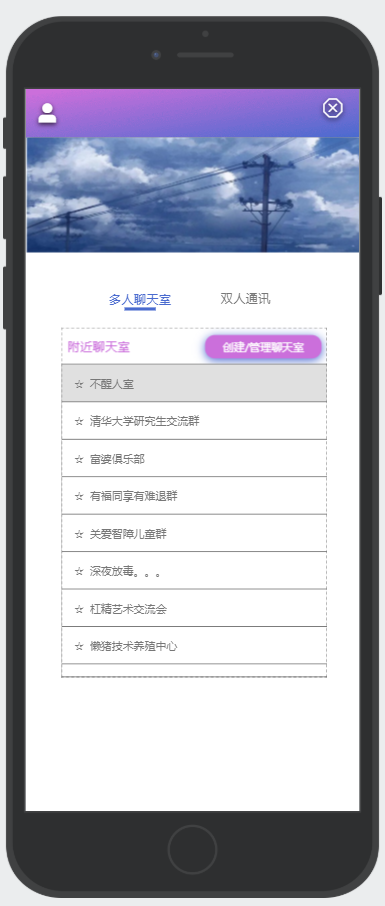 多人聊天室 双人通讯
附近聊天室 创建/管理聊天室
☆ 不醒人室
☆ 清华大学研究生交流群
☆ 富婆俱乐部
☆ 有福同享有难退群
☆ 关爱智障儿童群
☆ 深夜放毒。。。
☆ 杠精艺术交流会
☆ 懒猪技术养殖中心